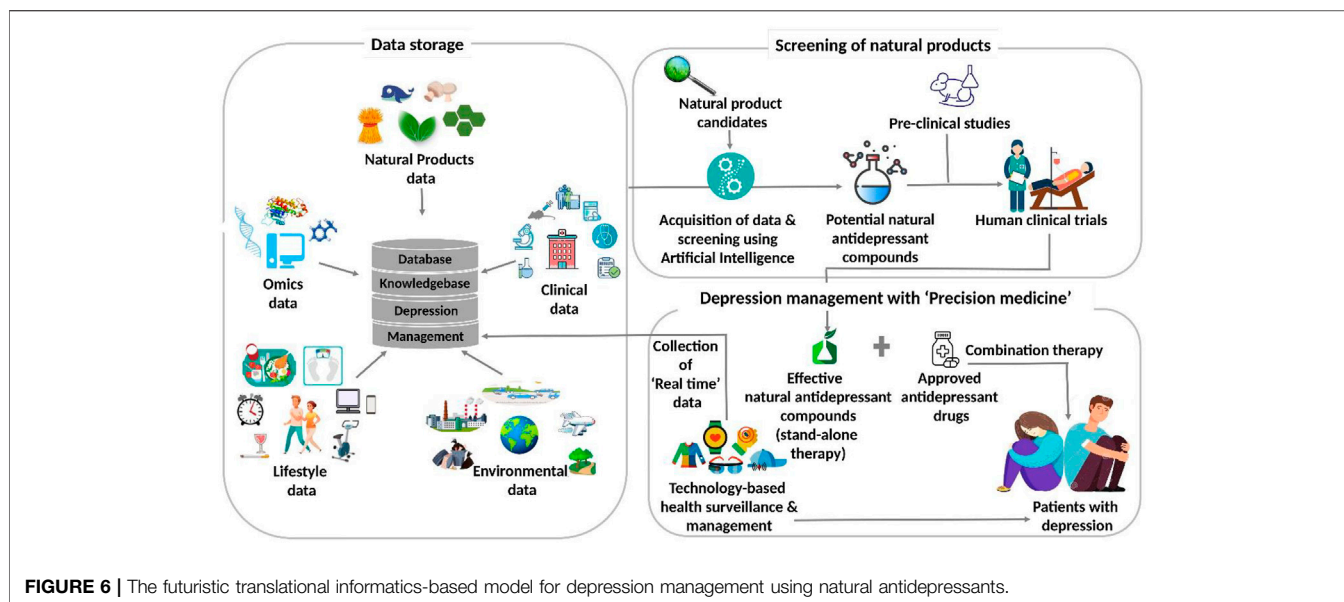 Data storage
Natural Products
data
Omics
data
Database
Knowledgebase
Depression
Management
Clinical
data
Lifestyle
data
Environmental
data
Screening of natural products
Natural product
candidates
Acquisition of data &
screening using
Artificial Intelligence
Potential natural
antidepressant
compounds
Pre-clinical studies
Human clinical trials
Depression management with ‘Precision medicine’
Collection
of
‘Real time’
data
Effective
natural antidepressant
compounds
(stand-alone
therapy)
+
Approved
antidepressant
drugs
Combination therapy
Technology-based
health surveillance &
management
Patients with
depression
FIGURE 6 | The futuristic translational informatics-based model for depression management using natural antidepressants.